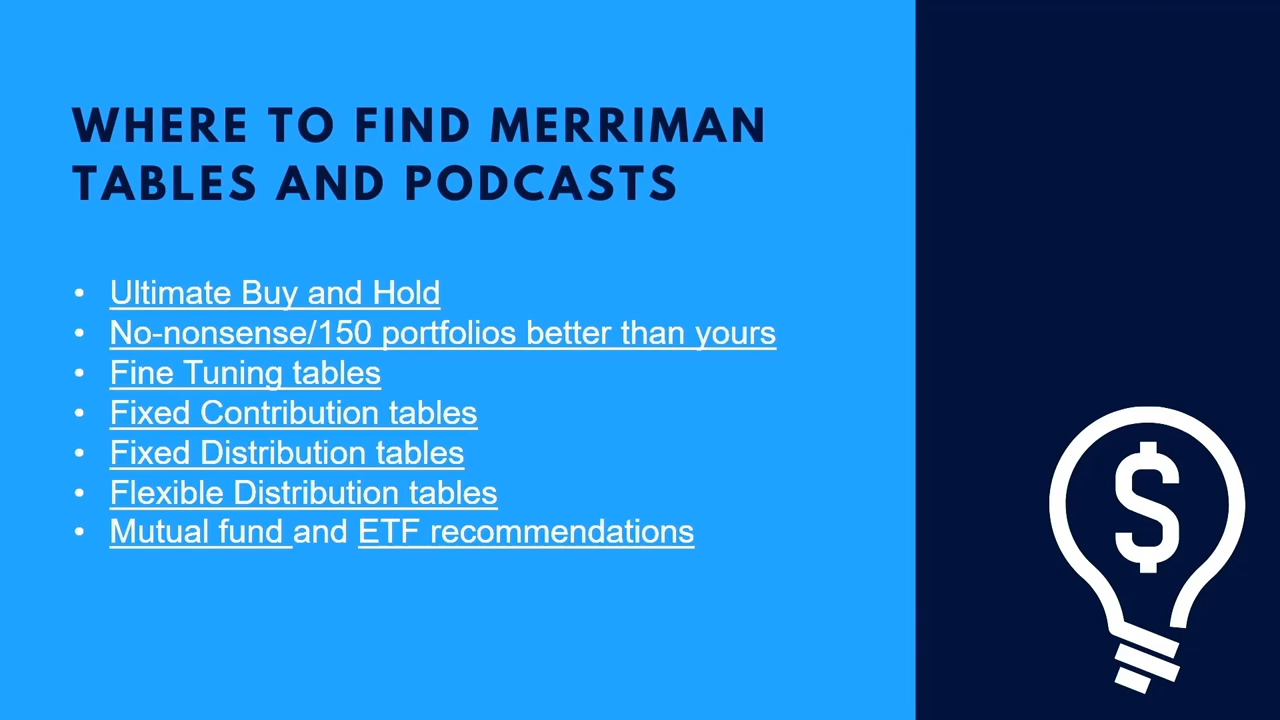 WHERE TO FIND MERRIMAN
TABLES AND PODCASTS
• Ultimate Buy and Hold
• No-nonsense/150 portfolios better than yours
• Fine Tuning tables
• Fixed Contribution tables
• Fixed Distribution tables
• Flexible Distribution tables
• Mutual fund and ETF recommendations
$